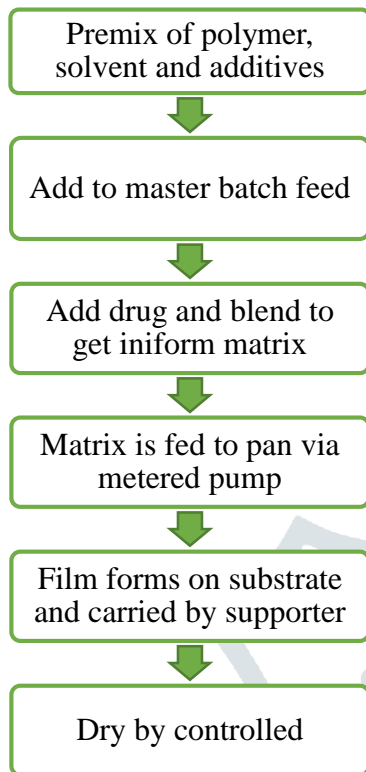 Premix of polymer,
solvent and additives
Add to master batch feed
Add drug and blend to
get iniform matrix
Matrix is fed to pan via
metered pump
Film forms on substrate
and carried by supporter
Dry by controlled